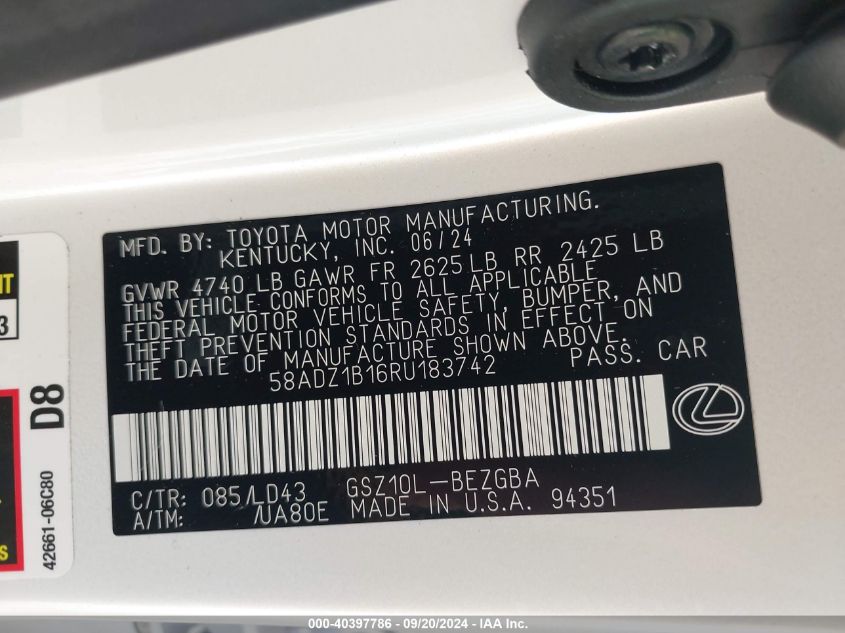 MFD. BY: TOYOTA MOTOR MANUFACTURING.
KENTUCKY, INC. 06/24
GVWR 4740 LB GAWR FR 2625 LB RR 2425 LB
THIS VEHICLE CONFORMS TO ALL APPLICABLE
FEDERAL MOTOR VEHICLE SAFETY, BUMPER, AND
THEFT PREVENTION STANDARDS IN EFFECT ON
THE DATE OF MANUFACTURE SHOWN ABOVE.
58ADZ1B16RU183742 PASS. CAR
C/TR: 085/LD43 GSZ10L-BEZGBA
A/TM: /UA80E MADE IN U.S.A. 94351
D8
42661-06C80
000-40397786 - 09/20/2024 - IAA Inc.